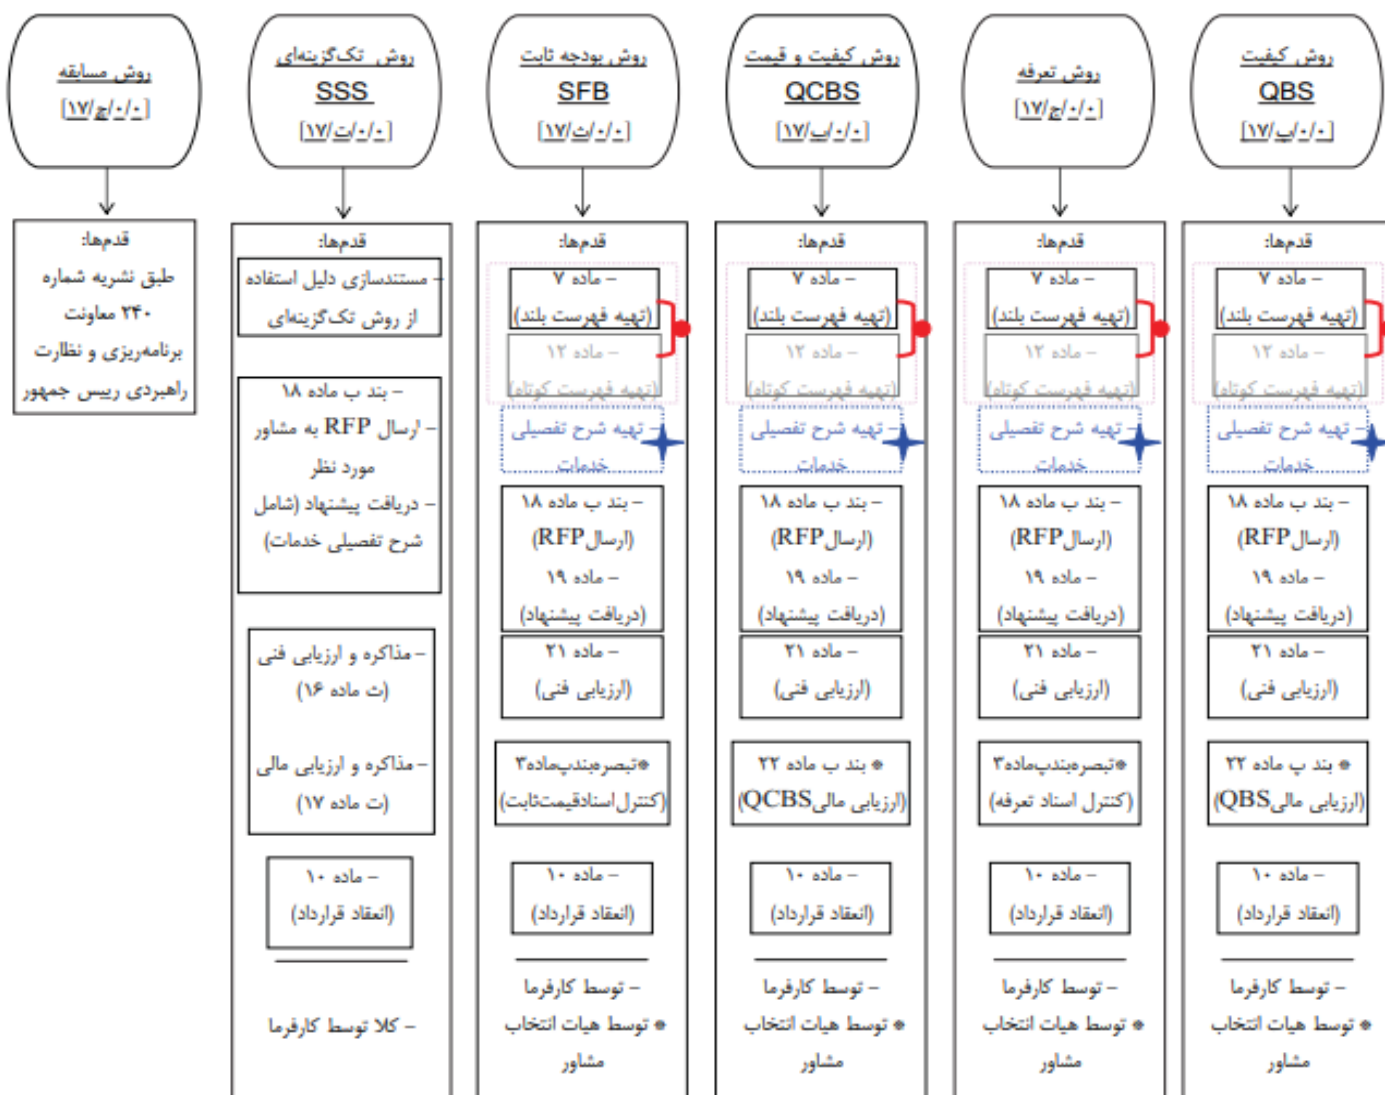 روش کیفیت
QBS
[۱۷/پ/۰/۰]
قدم‌ها:
– ماده ۷
(تهیه فهرست بلند)
– ماده ۱۲
(تهیه فهرست کوتاه)
– تهیه شرح تفصیلی
خدمات
– بند ب ماده ۱۸
(ارسالRFP)
– ماده ۱۹
(دریافت پیشنهاد)
– ماده ۲۱
(ارزیابی فنی)
* بند پ ماده ۲۲
(ارزیابی مالیQBS)
– ماده ۱۰
(انعقاد قرارداد)
– توسط کارفرما
* توسط هیات انتخاب
مشاور
روش تعرفه
[۱۷/ج/۰/۰]
قدم‌ها:
– ماده ۷
(تهیه فهرست بلند)
– ماده ۱۲
(تهیه فهرست کوتاه)
– تهیه شرح تفصیلی
خدمات
– بند ب ماده ۱۸
(ارسالRFP)
– ماده ۱۹
(دریافت پیشنهاد)
– ماده ۲۱
(ارزیابی فنی)
*تبصره‌بندپ‌ماده۳
(کنترل اسناد تعرفه)
– ماده ۱۰
(انعقاد قرارداد)
– توسط کارفرما
* توسط هیات انتخاب
مشاور
روش کیفیت و قیمت
QCBS
[۱۷/ب/۰/۰]
قدم‌ها:
– ماده ۷
(تهیه فهرست بلند)
– ماده ۱۲
(تهیه فهرست کوتاه)
– تهیه شرح تفصیلی
خدمات
– بند ب ماده ۱۸
(ارسالRFP)
– ماده ۱۹
(دریافت پیشنهاد)
– ماده ۲۱
(ارزیابی فنی)
* بند ب ماده ۲۲
(ارزیابی مالیQCBS)
– ماده ۱۰
(انعقاد قرارداد)
– توسط کارفرما
* توسط هیات انتخاب
مشاور
روش بودجه ثابت
SFB
[۱۷/ث/۰/۰]
قدم‌ها:
– ماده ۷
(تهیه فهرست بلند)
– ماده ۱۲
(تهیه فهرست کوتاه)
– تهیه شرح تفصیلی
خدمات
– بند ب ماده ۱۸
(ارسالRFP)
– ماده ۱۹
(دریافت پیشنهاد)
– ماده ۲۱
(ارزیابی فنی)
*تبصره‌بندپ‌ماده۳
(کنترل‌اسنادقیمت‌ثابت)
– ماده ۱۰
(انعقاد قرارداد)
– توسط کارفرما
* توسط هیات انتخاب
مشاور
روش تک‌گزینه‌ای
SSS
[۱۷/ت/۰/۰]
قدم‌ها:
– مستندسازی دلیل استفاده
از روش تک‌گزینه‌ای
– بند ب ماده ۱۸
– ارسال RFP به مشاور
مورد نظر
– دریافت پیشنهاد (شامل
شرح تفصیلی خدمات)
– مذاکره و ارزیابی فنی
(ث ماده ۱۶)
– مذاکره و ارزیابی مالی
(ت ماده ۱۷)
– ماده ۱۰
(انعقاد قرارداد)
– کلا توسط کارفرما
روش مسابقه
[۱۷/چ/۰/۰]
قدم‌ها:
طبق نشریه شماره
۲۴۰ معاونت
برنامه‌ریزی و نظارت
راهبردی رییس جمهور